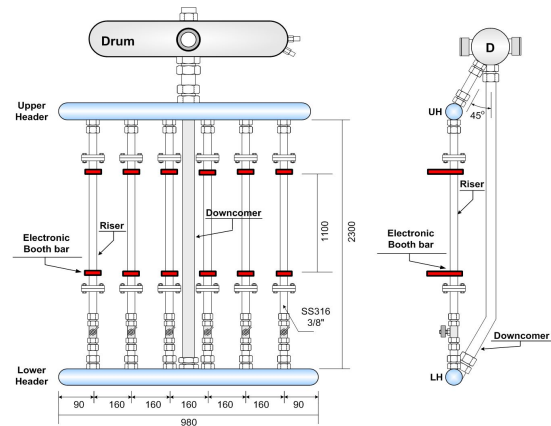 Drum
D
Upper
Header
UH
45°
Riser
Riser
Downcomer
1100
2300
Electronic
Booth bar
Electronic
Booth bar
SS316
3/8"
Downcomer
Lower
Header
LH
90
160
160
160
160
160
90
980